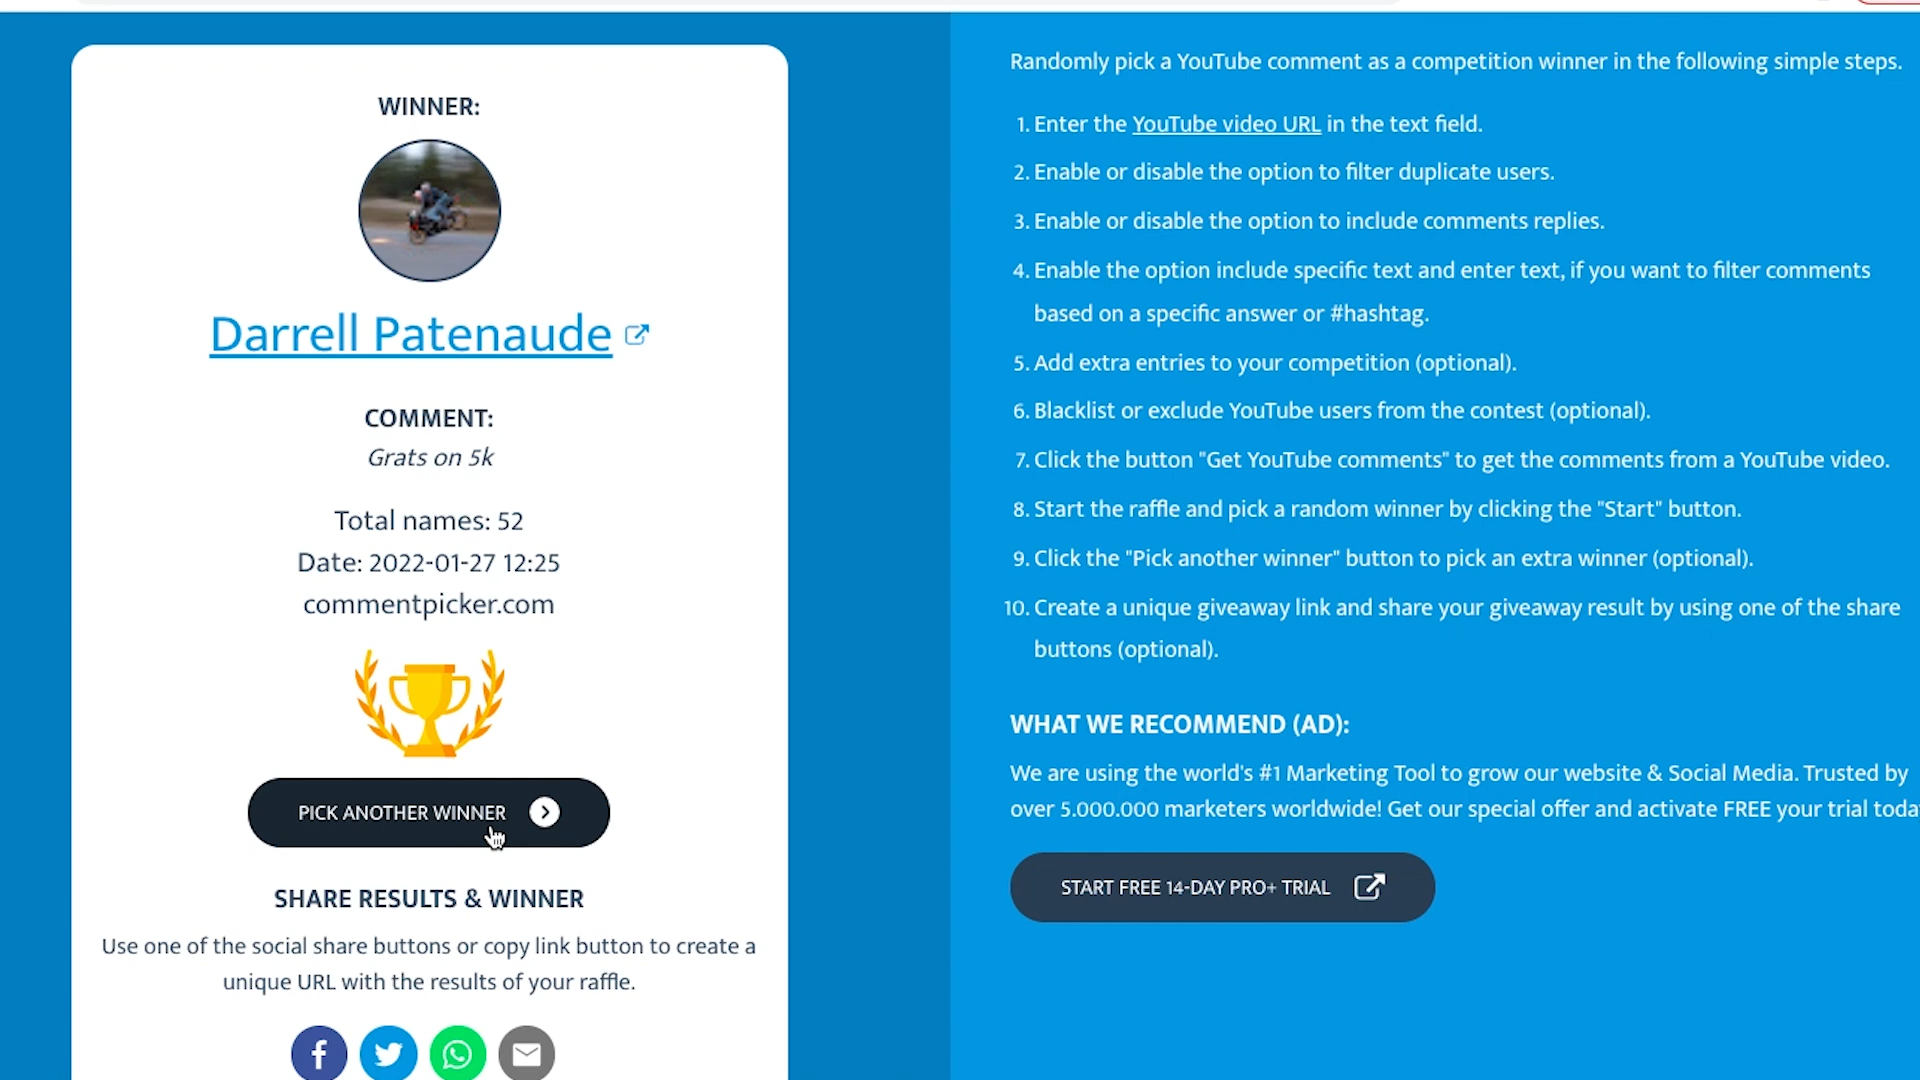 WINNER:
Darrell Patenaude
COMMENT:
Grats on 5k
Total names: 52
Date: 2022-01-27 12:25
commentpicker.com
PICK ANOTHER WINNER
SHARE RESULTS & WINNER
Use one of the social share buttons or copy link button to create a
unique URL with the results of your raffle.
Randomly pick a YouTube comment as a competition winner in the following simple steps.
1. Enter the YouTube video URL in the text field.
2. Enable or disable the option to filter duplicate users.
3. Enable or disable the option to include comments replies.
4. Enable the option include specific text and enter text, if you want to filter comments
based on a specific answer or #hashtag.
5. Add extra entries to your competition (optional).
6. Blacklist or exclude YouTube users from the contest (optional).
7. Click the button "Get YouTube comments" to get the comments from a YouTube video.
8. Start the raffle and pick a random winner by clicking the "Start" button.
9. Click the "Pick another winner" button to pick an extra winner (optional).
10. Create a unique giveaway link and share your giveaway result by using one of the share
buttons (optional).
WHAT WE RECOMMEND (AD):
We are using the world's #1 Marketing Tool to grow our website & Social Media. Trusted by
over 5.000.000 marketers worldwide! Get our special offer and activate FREE your trial toda
START FREE 14-DAY PRO+ TRIAL